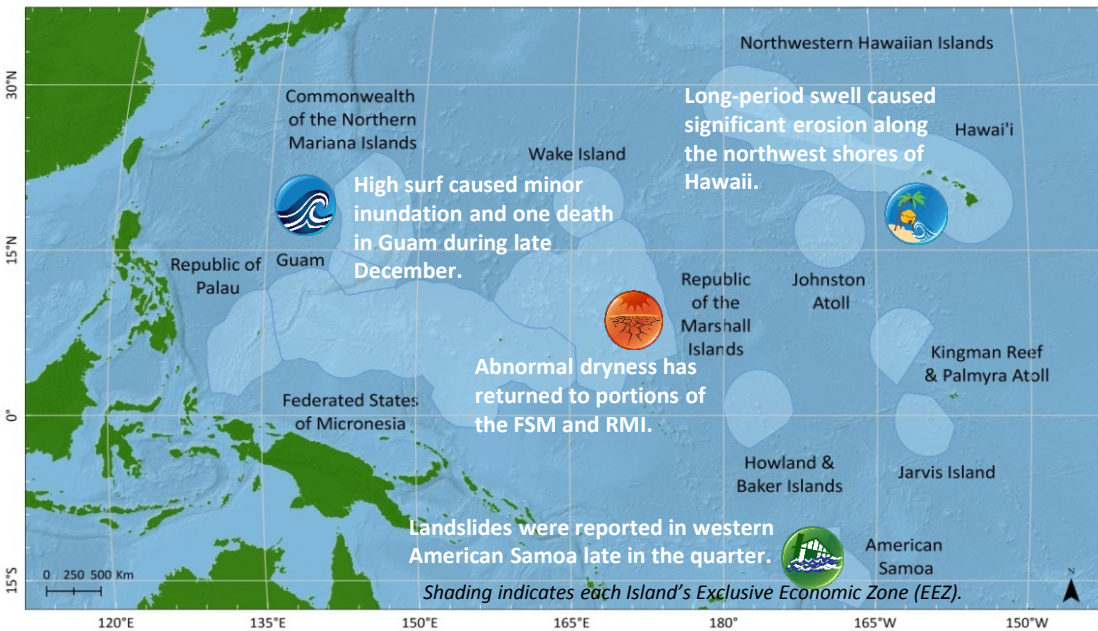 Northwestern Hawaiian Islands
30°N
Commonwealth
of the Northern
Mariana Islands
Long-period swell caused
significant erosion along
the northwest shores of
Hawaii.
Hawai'i
Wake Island
High surf caused minor
inundation and one death
in Guam during late
December.
15°N
Republic of
Palau
Guam
Republic
of the
Marshall
Islands
Johnston
Atoll
Kingman Reef
& Palmyra Atoll
Abnormal dryness has
returned to portions of
the FSM and RMI.
0°
Federated States
of Micronesia
Howland &
Baker Islands
Jarvis Island
Landslides were reported in western
American Samoa late in the quarter.
American
Samoa
15°S
0 250 500 Km
Shading indicates each Island's Exclusive Economic Zone (EEZ).
N
120°E
135°E
150°E
165°E
180°
165°W
150°W